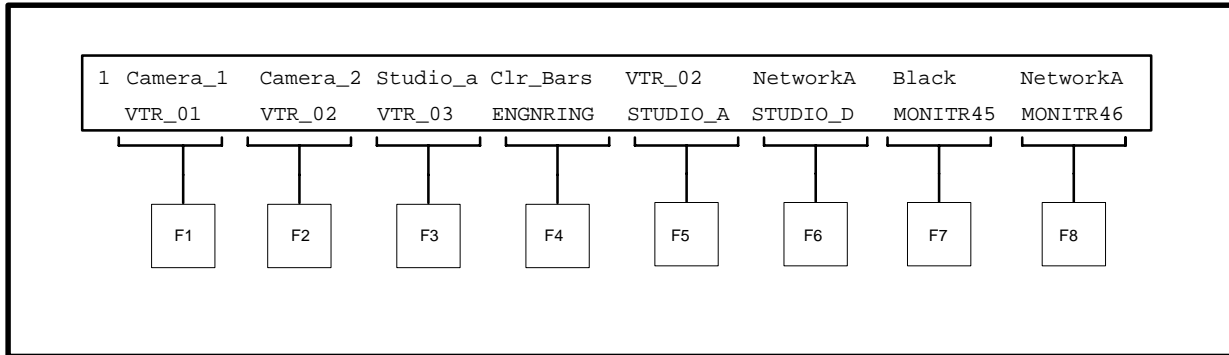 1 Camera_1 Camera_2 Studio_a Clr_Bars VTR_02 NetworkA Black NetworkA
VTR_01 VTR_02 VTR_03 ENGNRING STUDIO_A STUDIO_D MONITR45 MONITR46
F1 F2 F3 F4 F5 F6 F7 F8